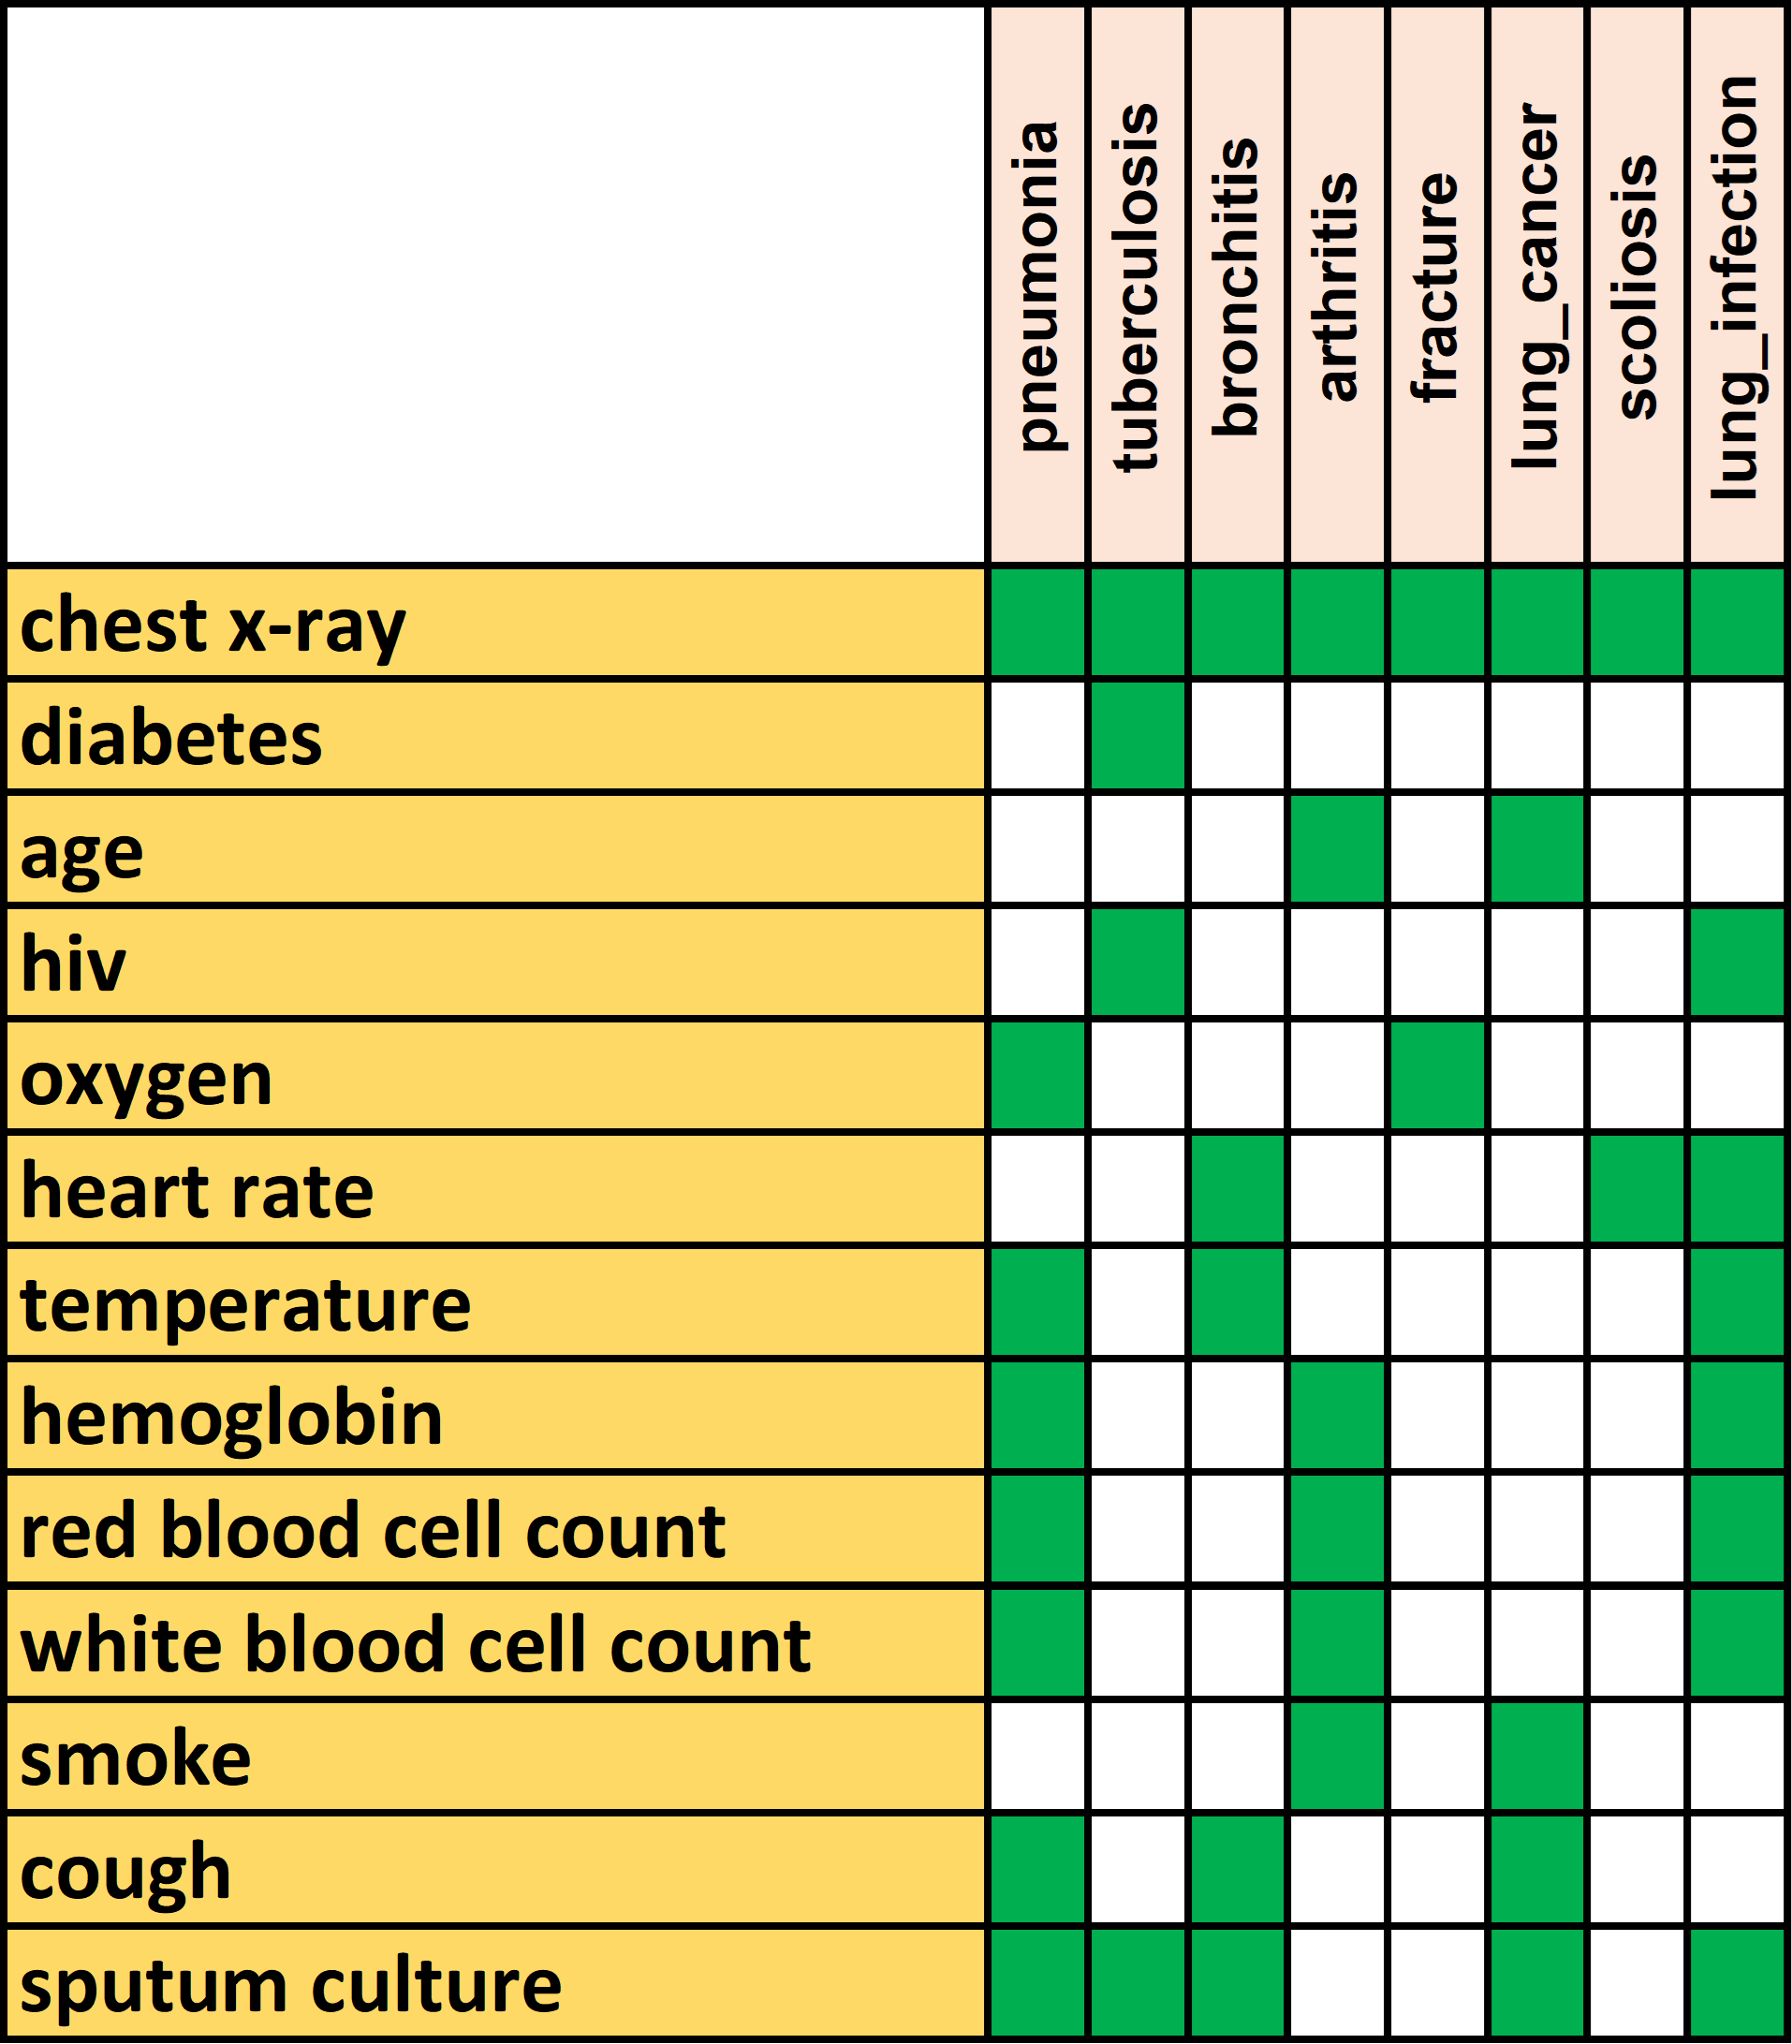 pneumonia
tuberculosis
bronchitis
arthritis
fracture
lung_cancer
scoliosis
lung_infection
chest x-ray
diabetes
age
hiv
oxygen
heart rate
temperature
hemoglobin
red blood cell count
white blood cell count
smoke
cough
sputum culture